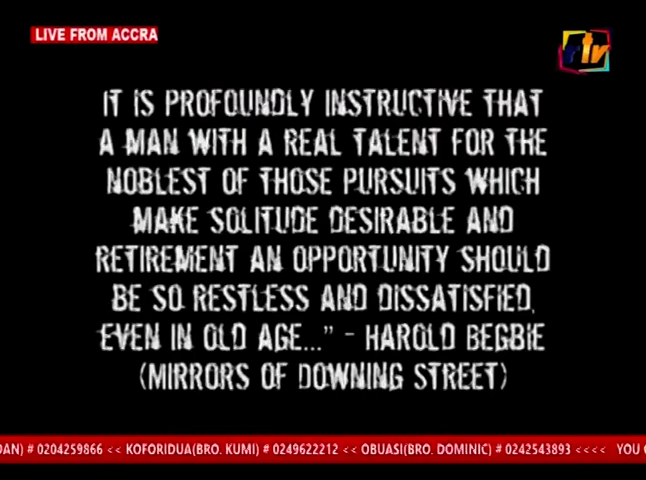 LIVE FROM ACCRA
ftv
IT IS PROFOUNDLY INSTRUCTIVE THAT
A MAN WITH A REAL TALENT FOR THE
NOBLEST OF THOSE PURSUITS WHICH
MAKE SOLITUDE DESIRABLE AND
RETIREMENT AN OPPORTUNITY SHOULD
BE SO RESTLESS AND DISSATISFIED,
EVEN IN OLD AGE..." - HAROLD BEGBIE
(MIRRORS OF DOWNING STREET)
DAN) # 0204259866 << KOFORIDUA(BRO. KUMI) # 0249622212 << OBUASI(BRO. DOMINIC) # 0242543893 <<<< YOU